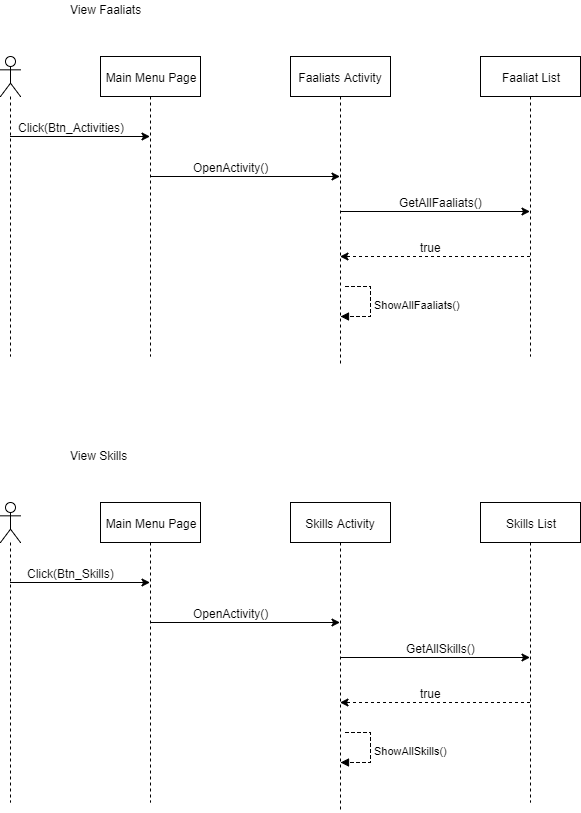 View Faaliats
Main Menu Page
Faaliats Activity
Faaliat List
Click(Btn_Activities)
OpenActivity()
GetAllFaaliats()
true
ShowAllFaaliats()
View Skills
Main Menu Page
Skills Activity
Skills List
Click(Btn_Skills)
OpenActivity()
GetAllSkills()
true
ShowAllSkills()